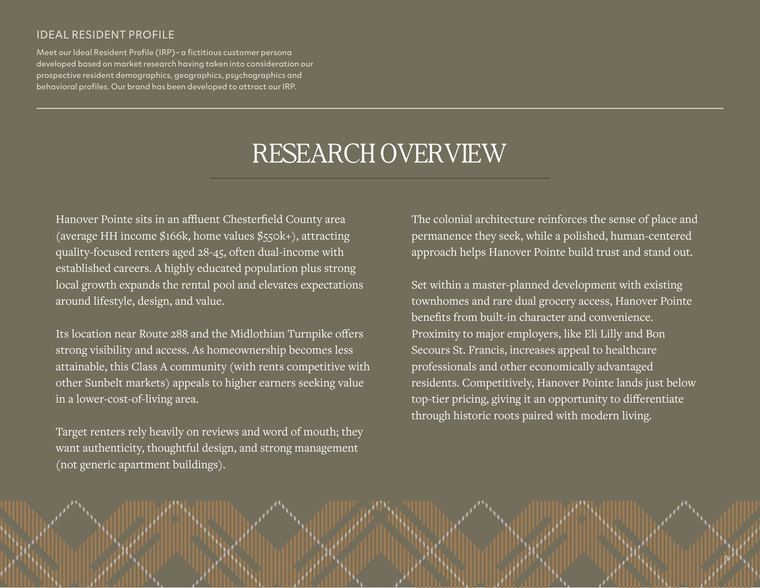 IDEAL RESIDENT PROFILE
Meet our Ideal Resident Profile (IRP)– a fictitious customer persona
developed based on market research having taken into consideration our
prospective resident demographics, geographics, psychographics and
behavioral profiles. Our brand has been developed to attract our IRP.
RESEARCH OVERVIEW
Hanover Pointe sits in an affluent Chesterfield County area
(average HH income $166k, home values $550k+), attracting
quality-focused renters aged 28-45, often dual-income with
established careers. A highly educated population plus strong
local growth expands the rental pool and elevates expectations
around lifestyle, design, and value.
Its location near Route 288 and the Midlothian Turnpike offers
strong visibility and access. As homeownership becomes less
attainable, this Class A community (with rents competitive with
other Sunbelt markets) appeals to higher earners seeking value
in a lower-cost-of-living area.
Target renters rely heavily on reviews and word of mouth; they
want authenticity, thoughtful design, and strong management
(not generic apartment buildings).
The colonial architecture reinforces the sense of place and
permanence they seek, while a polished, human-centered
approach helps Hanover Pointe build trust and stand out.
Set within a master-planned development with existing
townhomes and rare dual grocery access, Hanover Pointe
benefits from built-in character and convenience.
Proximity to major employers, like Eli Lilly and Bon
Secours St. Francis, increases appeal to healthcare
professionals and other economically advantaged
residents. Competitively, Hanover Pointe lands just below
top-tier pricing, giving it an opportunity to differentiate
through historic roots paired with modern living.